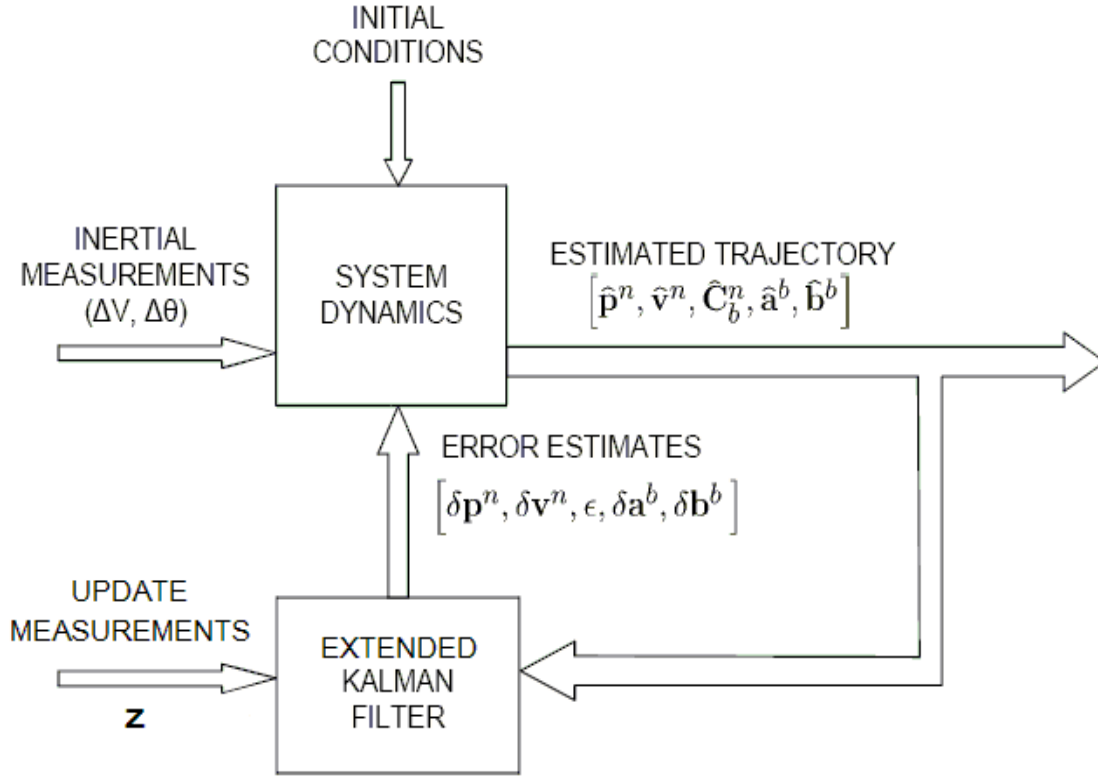 INITIAL
CONDITIONS
INERTIAL
MEASUREMENTS
(ΔV, Δθ)
SYSTEM
DYNAMICS
ESTIMATED TRAJECTORY
[p̂ⁿ, v̂ⁿ, Ĉⁿ_b, âᵇ, b̂ᵇ]
ERROR ESTIMATES
[δpⁿ, δvⁿ, ϵ, δaᵇ, δbᵇ]
UPDATE
MEASUREMENTS
z
EXTENDED
KALMAN
FILTER